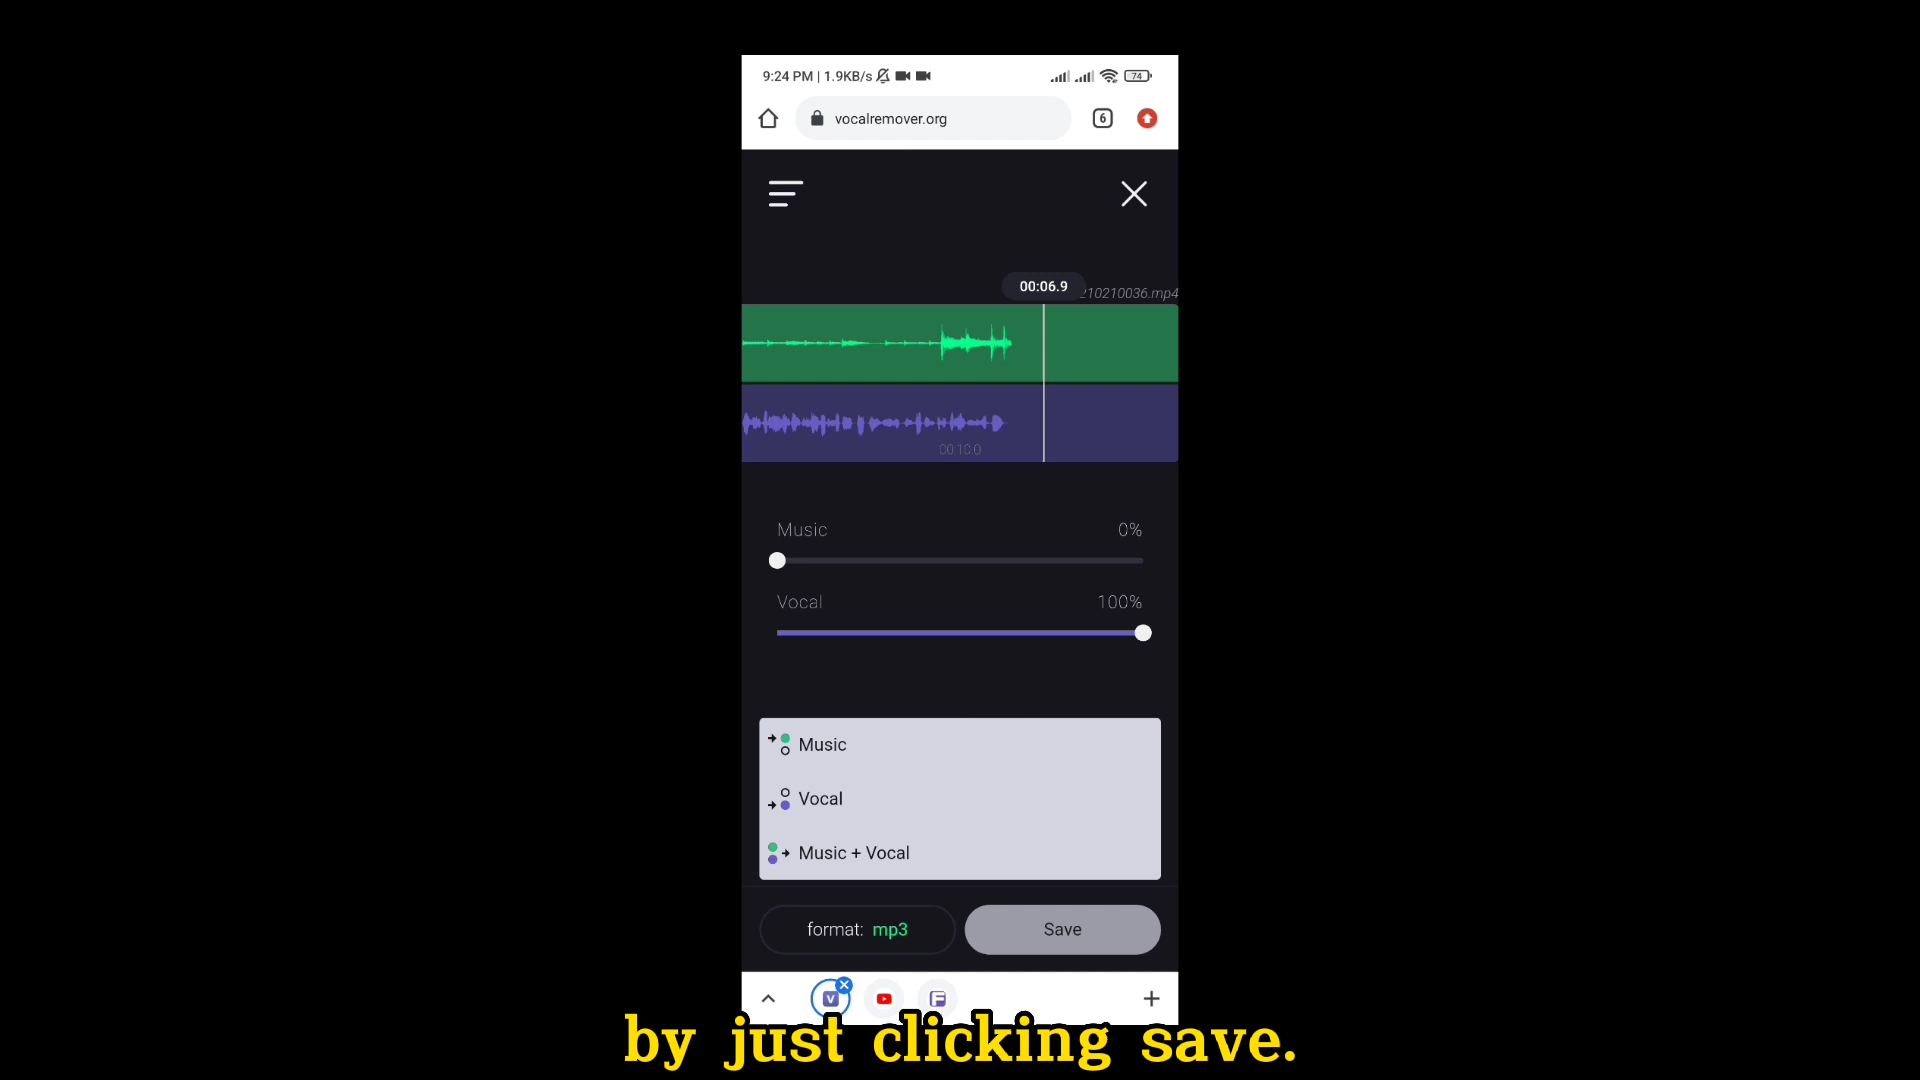 9:24 PM | 1.9KB/s 74
vocalremover.org 6
00:06.9
210210036.mp4
00:10.0
Music 0%
Vocal 100%
Music
Vocal
Music + Vocal
format: mp3 Save
V F
by just clicking save.